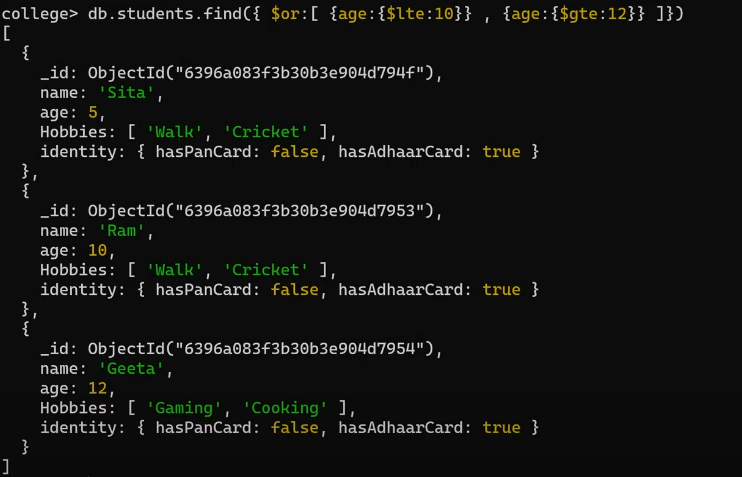 college> db.students.find({ $or:[ {age:{$lte:10}} , {age:{$gte:12}} ]})
[
  {
    _id: ObjectId("6396a083f3b30b3e904d794f"),
    name: 'Sita',
    age: 5,
    Hobbies: [ 'Walk', 'Cricket' ],
    identity: { hasPanCard: false, hasAdhaarCard: true }
  },
  {
    _id: ObjectId("6396a083f3b30b3e904d7953"),
    name: 'Ram',
    age: 10,
    Hobbies: [ 'Walk', 'Cricket' ],
    identity: { hasPanCard: false, hasAdhaarCard: true }
  },
  {
    _id: ObjectId("6396a083f3b30b3e904d7954"),
    name: 'Geeta',
    age: 12,
    Hobbies: [ 'Gaming', 'Cooking' ],
    identity: { hasPanCard: false, hasAdhaarCard: true }
  }
]